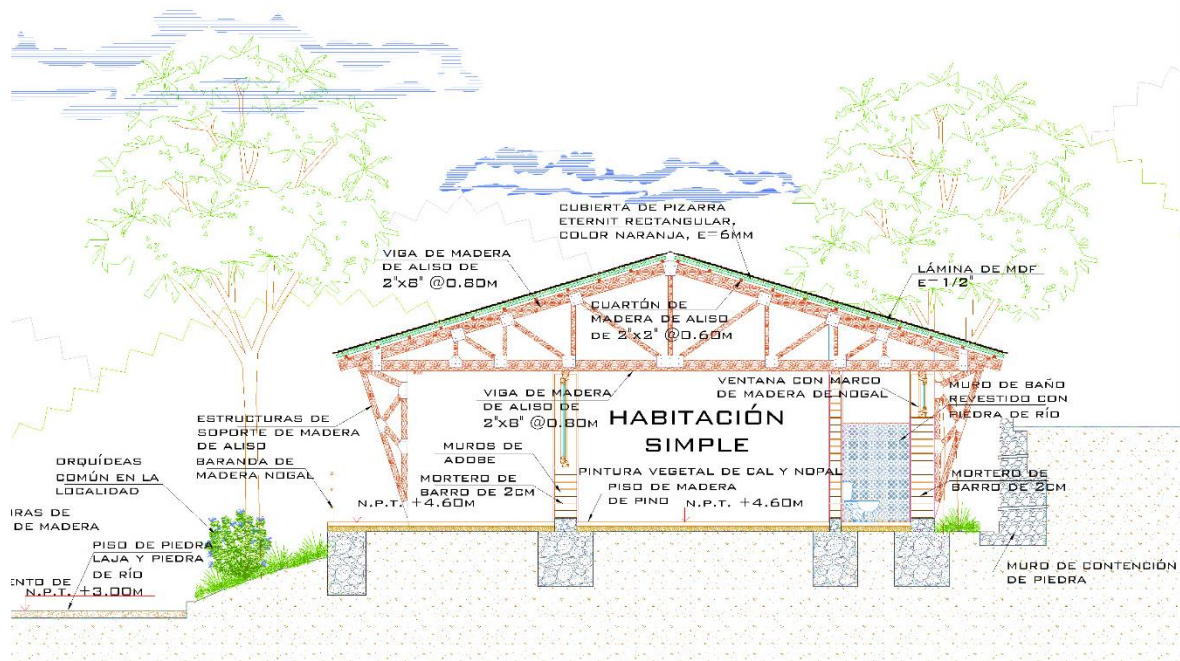 CUBIERTA DE PIZARRA
ETERNIT RECTANGULAR,
COLOR NARANJA, E=6MM
VIGA DE MADERA
DE ALISO DE
2"x8" @0.80M
LÁMINA DE MDF
E=1/2"
CUARTÓN DE
MADERA DE ALISO
DE 2"x2" @0.60M
VIGA DE MADERA
DE ALISO DE
2"x8" @0.80M
VENTANA CON MARCO
DE MADERA DE NOGAL
MURO DE BAÑO
REVESTIDO CON
PIEDRA DE RÍO
HABITACIÓN
SIMPLE
ESTRUCTURAS DE
SOPORTE DE MADERA
DE ALISO
BARANDA DE
MADERA NOGAL
MUROS DE
ADOBE
MORTERO DE
BARRO DE 2CM
PINTURA VEGETAL DE CAL Y NOPAL
PISO DE MADERA
DE PINO
MORTERO DE
BARRO DE 2CM
N.P.T. +4.60M
N.P.T. +4.60M
ORQUÍDEAS
COMÚN EN LA
LOCALIDAD
RAS DE
DE MADERA
PISO DE PIEDRA
LAJA Y PIEDRA
DE RÍO
ENTO DE
N.P.T. +3.00M
MURO DE CONTENCIÓN
DE PIEDRA